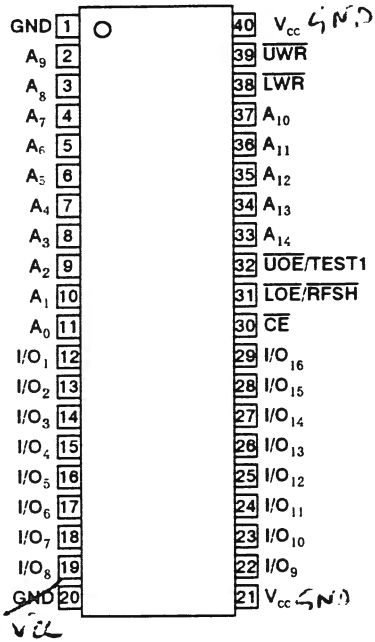 GND 1 40 Vcc GND
A9 2 39 UWR
A8 3 38 LWR
A7 4 37 A10
A6 5 36 A11
A5 6 35 A12
A4 7 34 A13
A3 8 33 A14
A2 9 32 UOE/TEST1
A1 10 31 LOE/RFSH
A0 11 30 CE
I/O1 12 29 I/O16
I/O2 13 28 I/O15
I/O3 14 27 I/O14
I/O4 15 26 I/O13
I/O5 16 25 I/O12
I/O6 17 24 I/O11
I/O7 18 23 I/O10
I/O8 19 22 I/O9
GND 20 21 Vcc GND
VCC